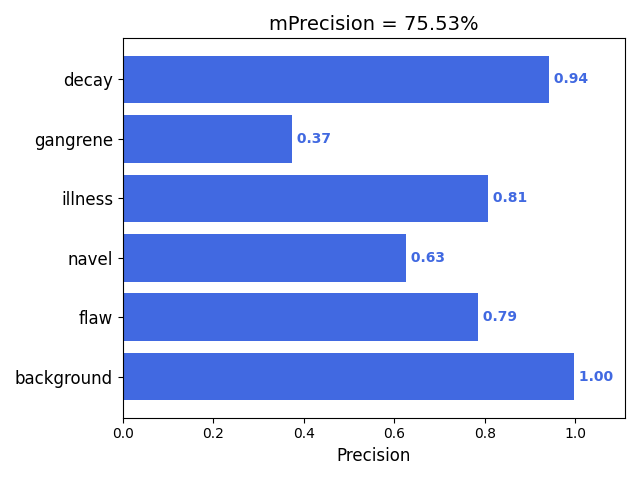 mPrecision = 75.53%
decay 0.94
gangrene 0.37
illness 0.81
navel 0.63
flaw 0.79
background 1.00
0.0 0.2 0.4 0.6 0.8 1.0
Precision